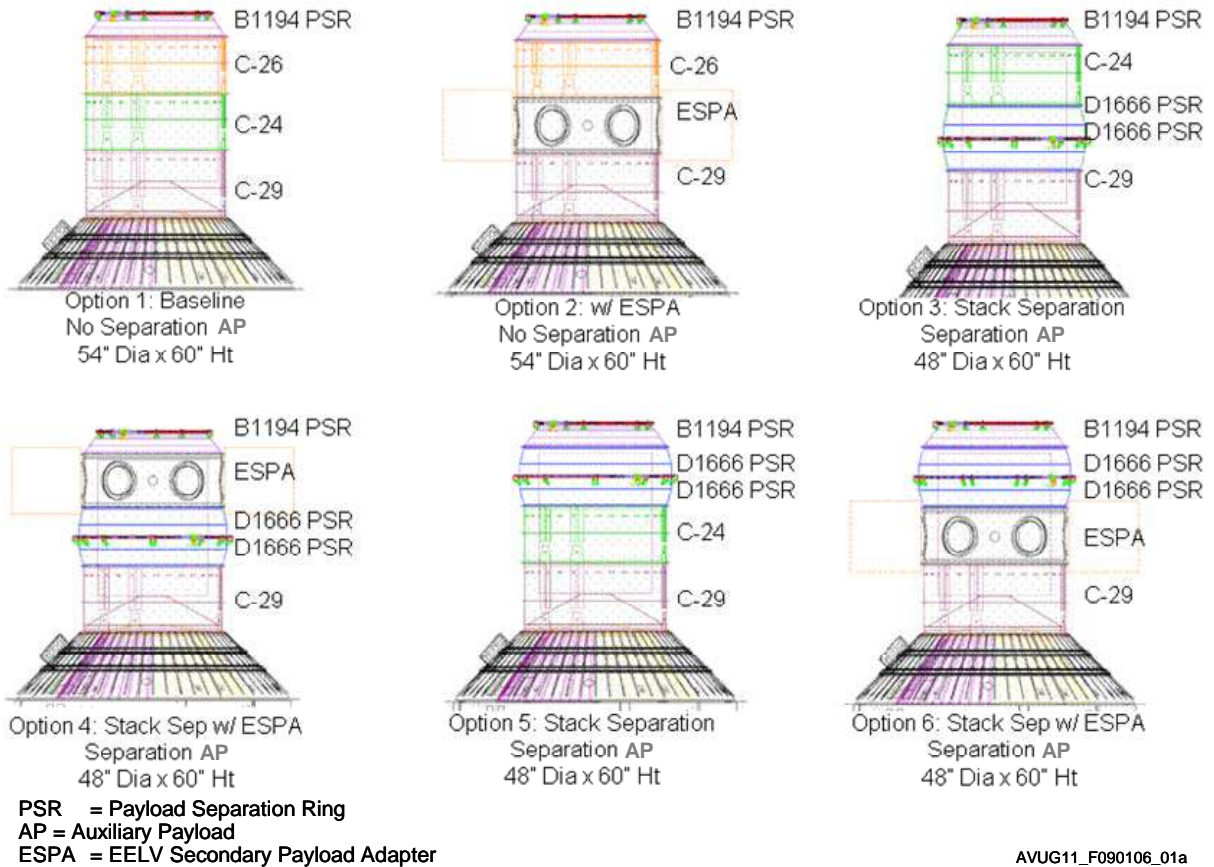 B1194 PSR
C-26
C-24
C-29
Option 1: Baseline
No Separation AP
54" Dia x 60" Ht
B1194 PSR
C-26
ESPA
C-29
Option 2: w/ ESPA
No Separation AP
54" Dia x 60" Ht
B1194 PSR
C-24
D1666 PSR
D1666 PSR
C-29
Option 3: Stack Separation
Separation AP
48" Dia x 60" Ht
B1194 PSR
ESPA
D1666 PSR
D1666 PSR
C-29
Option 4: Stack Sep w/ ESPA
Separation AP
48" Dia x 60" Ht
B1194 PSR
D1666 PSR
D1666 PSR
C-24
C-29
Option 5: Stack Separation
Separation AP
48" Dia x 60" Ht
B1194 PSR
D1666 PSR
D1666 PSR
ESPA
C-29
Option 6: Stack Sep w/ ESPA
Separation AP
48" Dia x 60" Ht
PSR = Payload Separation Ring
AP = Auxiliary Payload
ESPA = EELV Secondary Payload Adapter
AVUG11_F090106_01a